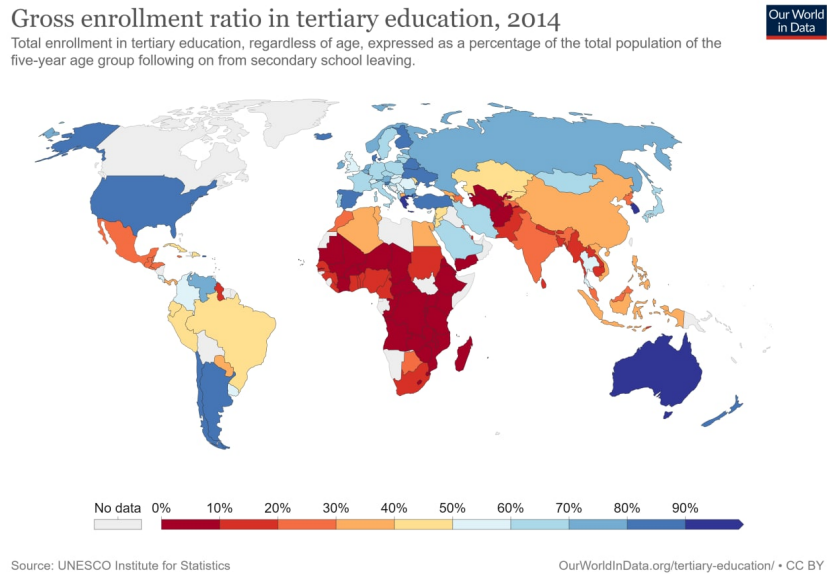 Gross enrollment ratio in tertiary education, 2014
Our World
in Data
Total enrollment in tertiary education, regardless of age, expressed as a percentage of the total population of the
five-year age group following on from secondary school leaving.
No data 0% 10% 20% 30% 40% 50% 60% 70% 80% 90%
Source: UNESCO Institute for Statistics
OurWorldInData.org/tertiary-education/ • CC BY